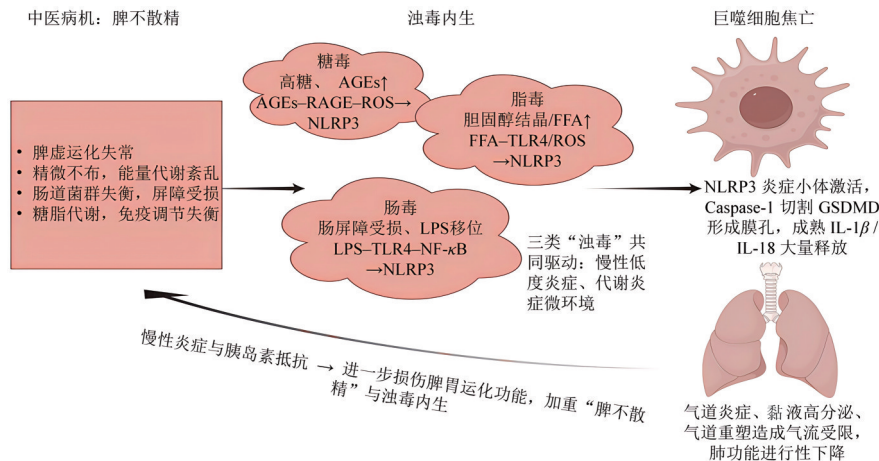 中医病机：脾不散精
浊毒内生
巨噬细胞焦亡
糖毒
高糖、AGEs↑
AGEs–RAGE–ROS→
NLRP3
脂毒
胆固醇结晶/FFA↑
FFA–TLR4/ROS
→NLRP3
• 脾虚运化失常
• 精微不布，能量代谢紊乱
• 肠道菌群失衡，屏障受损
• 糖脂代谢，免疫调节失衡
肠毒
肠屏障受损、LPS移位
LPS–TLR4–NF-κB
→NLRP3
三类“浊毒”共
同驱动：慢性低
度炎症、代谢炎
症微环境
NLRP3 炎症小体激活，
Caspase-1 切割 GSDMD
形成膜孔，成熟 IL-1β /
IL-18 大量释放
慢性炎症与胰岛素抵抗 → 进一步损伤脾胃运化功能，加重“脾不散
精”与浊毒内生
气道炎症、黏液高分泌、
气道重塑造成气流受限，
肺功能进行性下降